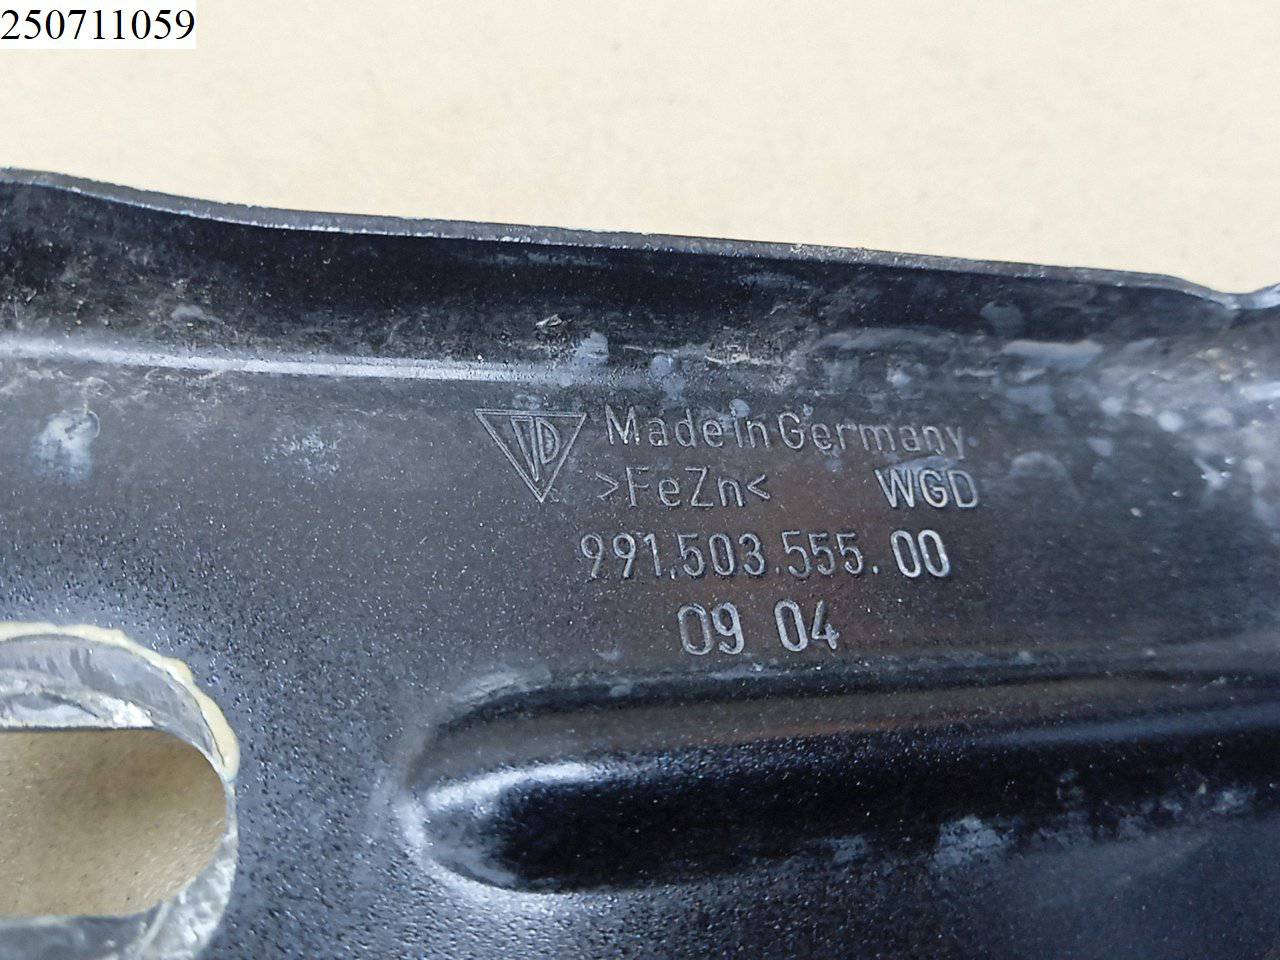 250711059
Made in Germany
>FeZn< WGD
991.503.555.00
09 04